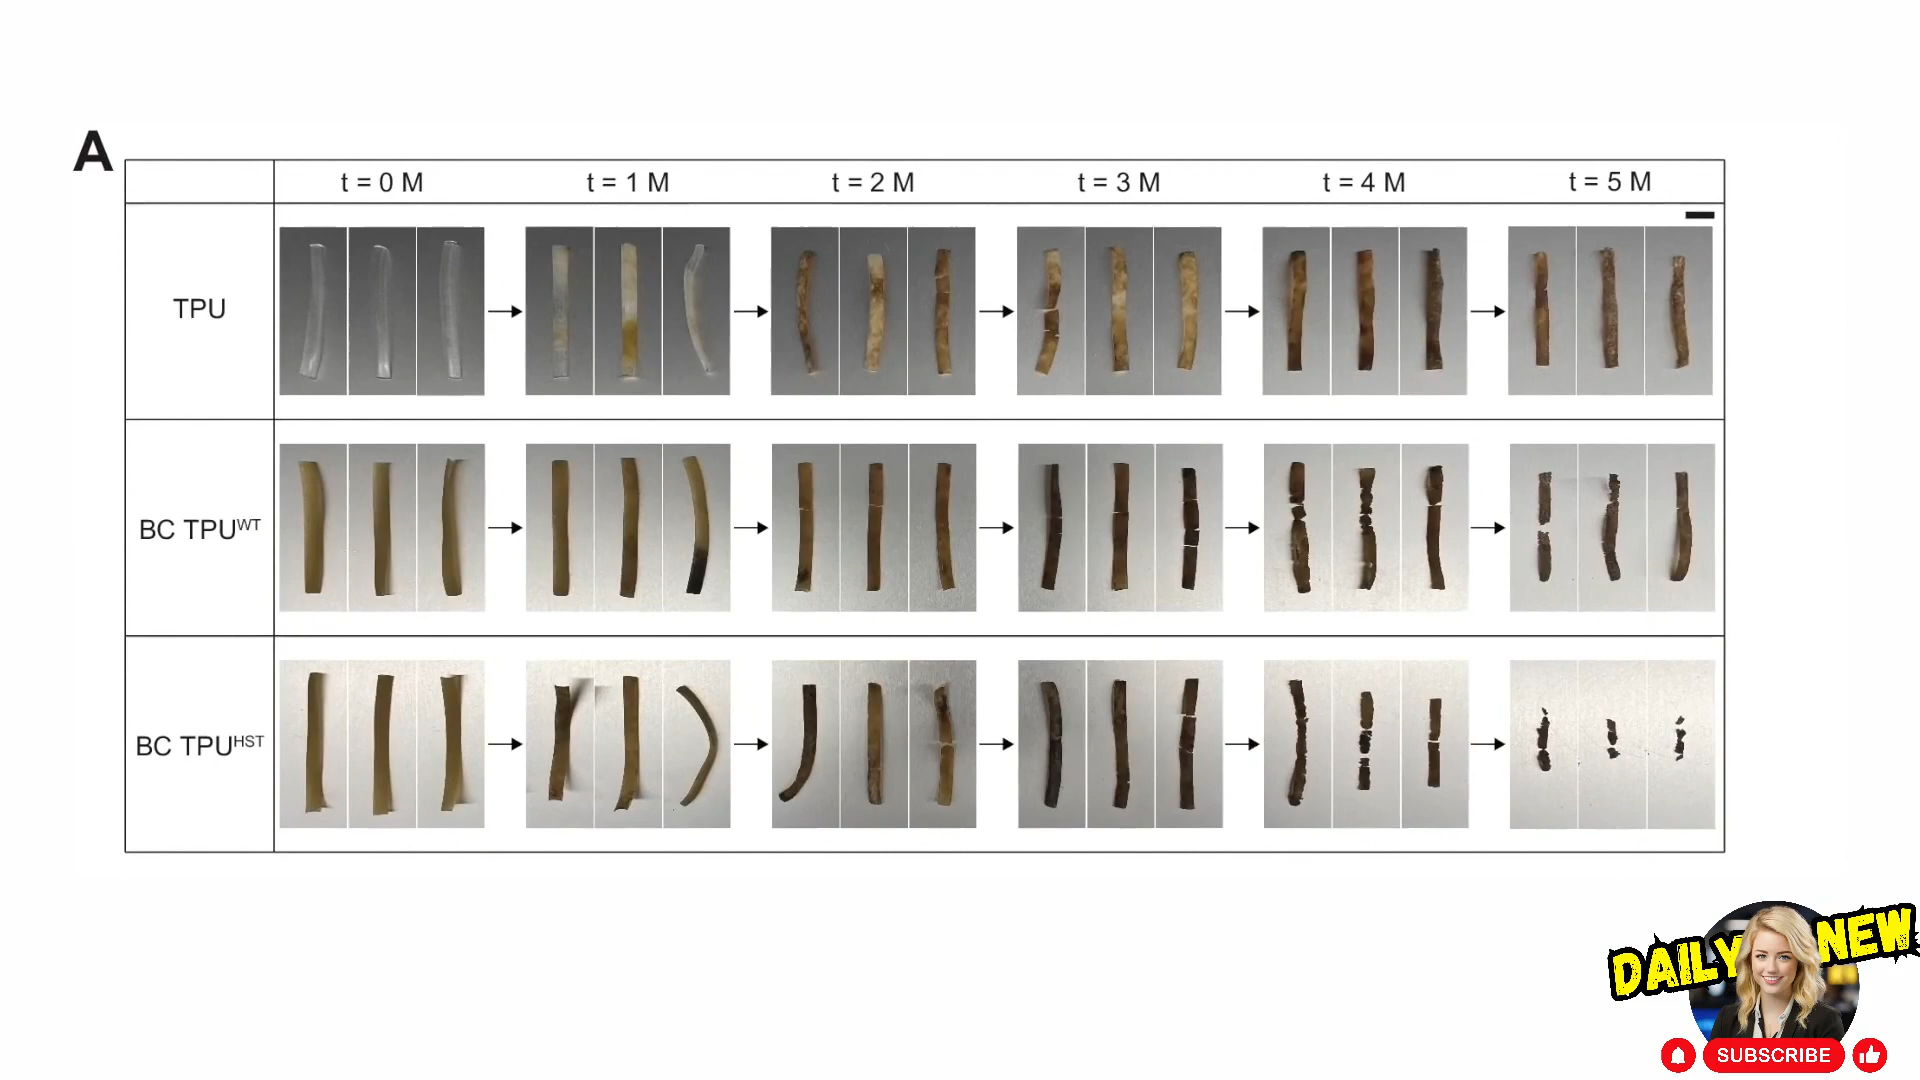 A
t = 0 M t = 1 M t = 2 M t = 3 M t = 4 M t = 5 M
TPU
BC TPUᵂᵀ
BC TPUᴴˢᵀ
DAILY NEW
SUBSCRIBE